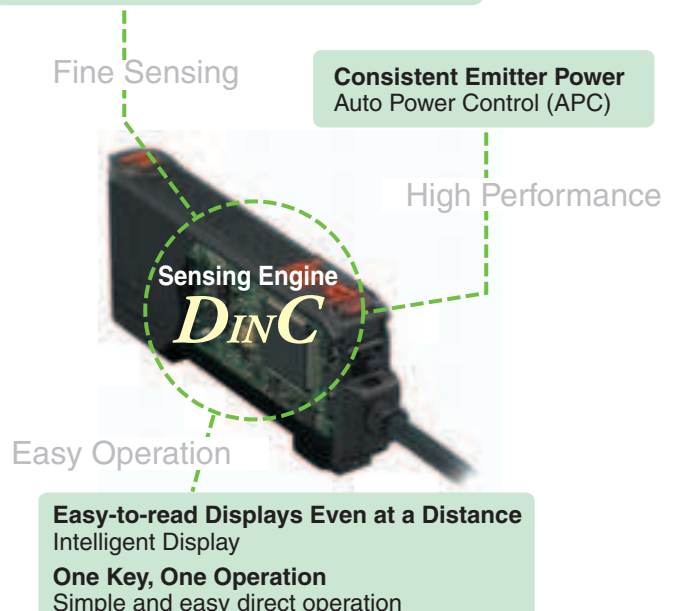 Fine Sensing
Consistent Emitter Power
Auto Power Control (APC)
High Performance
Sensing Engine
DINC
Easy Operation
Easy-to-read Displays Even at a Distance
Intelligent Display
One Key, One Operation
Simple and easy direct operation